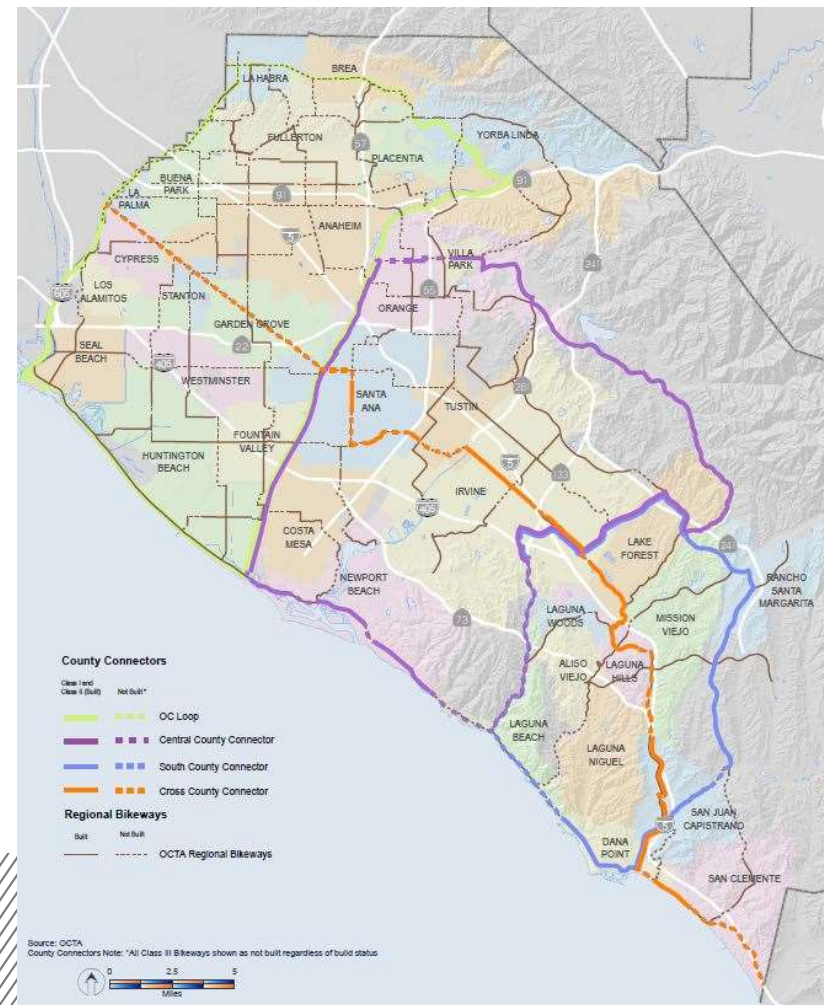 BREA
LA HABRA
YORBA LINDA
FULLERTON
57
PLACENTIA
BUENA
PARK
91
91
LA
PALMA
ANAHEIM
5
CYPRESS
VILLA
PARK
241
LOS
ALAMITOS
STANTON
605
55
ORANGE
GARDEN GROVE
SEAL
BEACH
22
405
WESTMINSTER
SANTA
ANA
TUSTIN
261
FOUNTAIN
VALLEY
HUNTINGTON
BEACH
5
133
IRVINE
405
COSTA
MESA
LAKE
FOREST
241
NEWPORT
BEACH
RANCHO
SANTA
MARGARITA
73
LAGUNA
WOODS
MISSION
VIEJO
ALISO
VIEJO
LAGUNA
HILLS
LAGUNA
BEACH
LAGUNA
NIGUEL
SAN JUAN
CAPISTRANO
5
DANA
POINT
SAN CLEMENTE
County Connectors
Class I and
Class II (Built)
Not Built*
OC Loop
Central County Connector
South County Connector
Cross County Connector
Regional Bikeways
Built
Not Built
OCTA Regional Bikeways
Source: OCTA
County Connectors Note: *All Class III Bikeways shown as not built regardless of build status
0 2.5 5
Miles